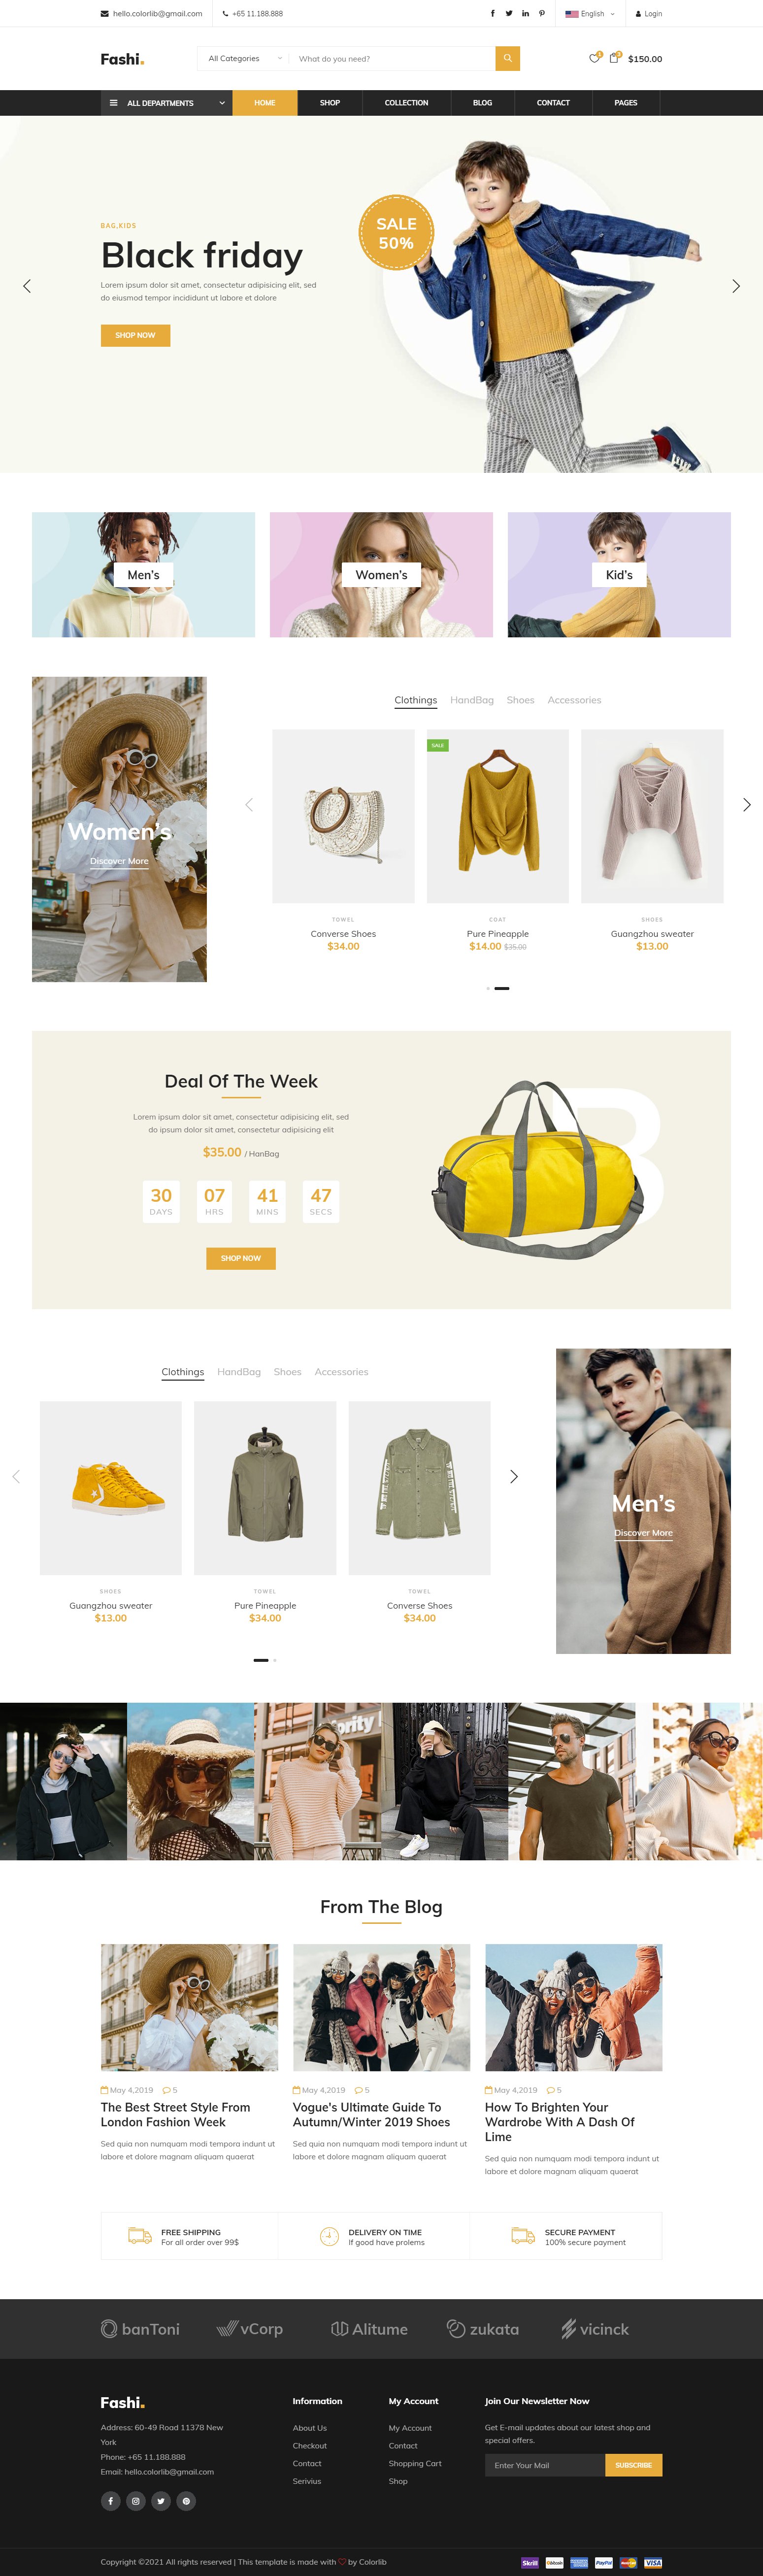 hello.colorlib@gmail.com
+65 11.188.888
English
Login
Fashi.
All Categories
What do you need?
1
3
$150.00
ALL DEPARTMENTS
HOME
SHOP
COLLECTION
BLOG
CONTACT
PAGES
BAG,KIDS
Black friday
Lorem ipsum dolor sit amet, consectetur adipisicing elit, sed
do eiusmod tempor incididunt ut labore et dolore
SHOP NOW
SALE
50%
Men's
Women's
Kid's
Women's
Discover More
Clothings
HandBag
Shoes
Accessories
SALE
TOWEL
Converse Shoes
$34.00
COAT
Pure Pineapple
$14.00 $35.00
SHOES
Guangzhou sweater
$13.00
Deal Of The Week
Lorem ipsum dolor sit amet, consectetur adipisicing elit, sed
do ipsum dolor sit amet, consectetur adipisicing elit
$35.00 / HanBag
30
DAYS
07
HRS
41
MINS
47
SECS
SHOP NOW
B
Clothings
HandBag
Shoes
Accessories
SHOES
Guangzhou sweater
$13.00
TOWEL
Pure Pineapple
$34.00
TOWEL
Converse Shoes
$34.00
Men's
Discover More
ority
From The Blog
May 4,2019
5
The Best Street Style From
London Fashion Week
Sed quia non numquam modi tempora indunt ut
labore et dolore magnam aliquam quaerat
May 4,2019
5
Vogue's Ultimate Guide To
Autumn/Winter 2019 Shoes
Sed quia non numquam modi tempora indunt ut
labore et dolore magnam aliquam quaerat
May 4,2019
5
How To Brighten Your
Wardrobe With A Dash Of
Lime
Sed quia non numquam modi tempora indunt ut
labore et dolore magnam aliquam quaerat
FREE SHIPPING
For all order over 99$
DELIVERY ON TIME
If good have prolems
SECURE PAYMENT
100% secure payment
banToni
vCorp
Alitume
zukata
vicinck
Fashi.
Address: 60-49 Road 11378 New
York
Phone: +65 11.188.888
Email: hello.colorlib@gmail.com
Information
About Us
Checkout
Contact
Serivius
My Account
My Account
Contact
Shopping Cart
Shop
Join Our Newsletter Now
Get E-mail updates about our latest shop and
special offers.
Enter Your Mail
SUBSCRIBE
Copyright ©2021 All rights reserved | This template is made with by Colorlib
Skrill
bitcoin
PayPal
VISA